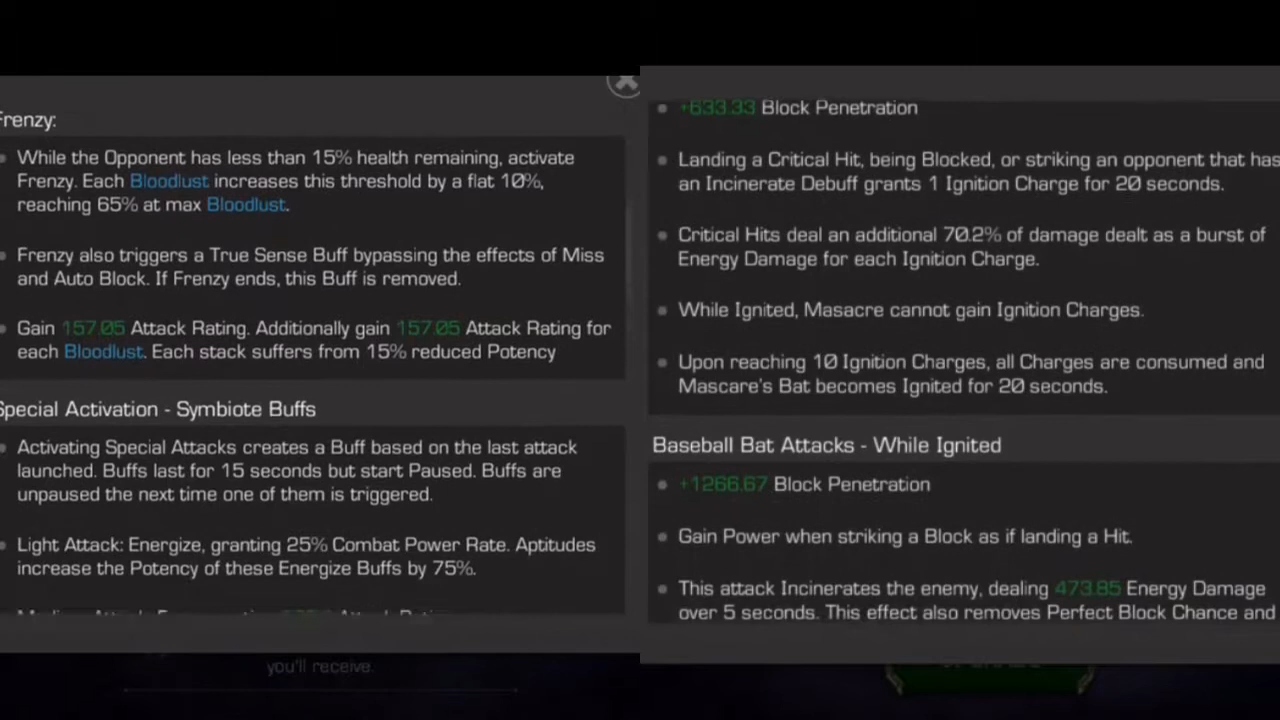 Frenzy:
While the Opponent has less than 15% health remaining, activate
Frenzy. Each Bloodlust increases this threshold by a flat 10%,
reaching 65% at max Bloodlust.
Frenzy also triggers a True Sense Buff bypassing the effects of Miss
and Auto Block. If Frenzy ends, this Buff is removed.
Gain 157.05 Attack Rating. Additionally gain 157.05 Attack Rating for
each Bloodlust. Each stack suffers from 15% reduced Potency
Special Activation - Symbiote Buffs
Activating Special Attacks creates a Buff based on the last attack
launched. Buffs last for 15 seconds but start Paused. Buffs are
unpaused the next time one of them is triggered.
Light Attack: Energize, granting 25% Combat Power Rate. Aptitudes
increase the Potency of these Energize Buffs by 75%.
you'll receive.
+633.33 Block Penetration
Landing a Critical Hit, being Blocked, or striking an opponent that has
an Incinerate Debuff grants 1 Ignition Charge for 20 seconds.
Critical Hits deal an additional 70.2% of damage dealt as a burst of
Energy Damage for each Ignition Charge.
While Ignited, Masacre cannot gain Ignition Charges.
Upon reaching 10 Ignition Charges, all Charges are consumed and
Mascare's Bat becomes Ignited for 20 seconds.
Baseball Bat Attacks - While Ignited
+1266.67 Block Penetration
Gain Power when striking a Block as if landing a Hit.
This attack Incinerates the enemy, dealing 473.85 Energy Damage
over 5 seconds. This effect also removes Perfect Block Chance and